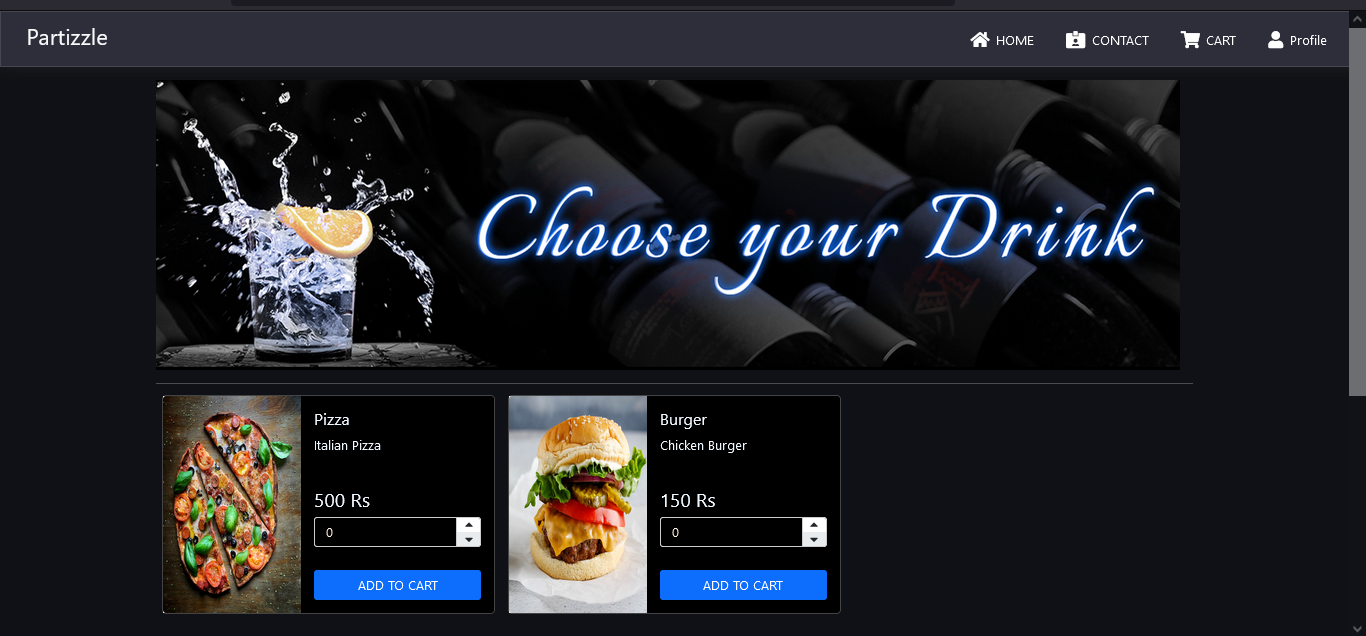 Partizzle
HOME
CONTACT
CART
Profile
Choose your Drink
Pizza
Italian Pizza
500 Rs
0
ADD TO CART
Burger
Chicken Burger
150 Rs
0
ADD TO CART